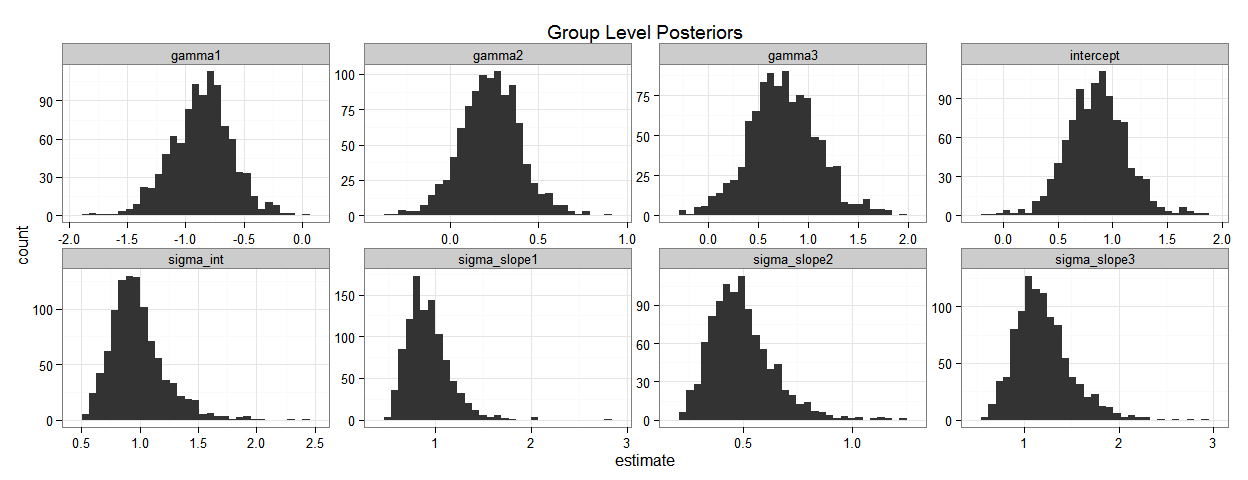 Group Level Posteriors
gamma1 gamma2 gamma3 intercept
90 60 30 0
100 75 50 25 0
75 50 25 0
90 60 30 0
-2.0 -1.5 -1.0 -0.5 0.0
0.0 0.5 1.0
0.0 0.5 1.0 1.5 2.0
0.0 0.5 1.0 1.5 2.0
count
sigma_int sigma_slope1 sigma_slope2 sigma_slope3
100 50 0
150 100 50 0
90 60 30 0
100 50 0
0.5 1.0 1.5 2.0 2.5
1 2 3
0.5 1.0
1 2 3
estimate